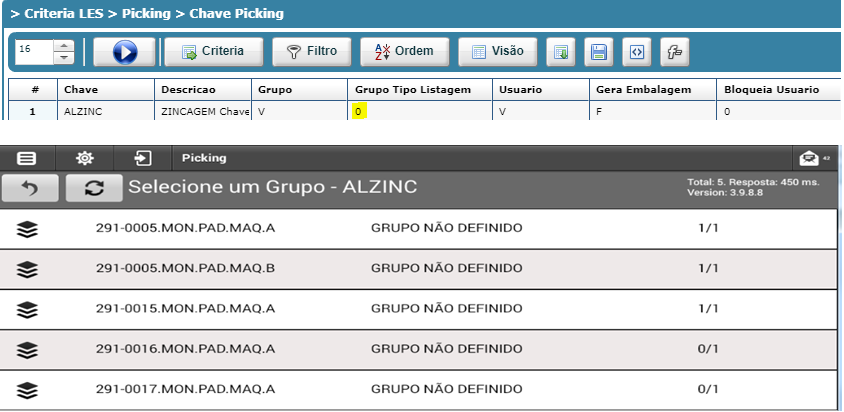 > Criteria LES > Picking > Chave Picking
16 Criteria Filtro Ordem Visão
# Chave Descricao Grupo Grupo Tipo Listagem Usuario Gera Embalagem Bloqueia Usuario
1 ALZINC ZINCAGEM Chave V 0 V F 0
Picking 43
Selecione um Grupo - ALZINC
Total: 5. Resposta: 450 ms.
Version: 3.9.8.8
291-0005.MON.PAD.MAQ.A GRUPO NÃO DEFINIDO 1/1
291-0005.MON.PAD.MAQ.B GRUPO NÃO DEFINIDO 1/1
291-0015.MON.PAD.MAQ.A GRUPO NÃO DEFINIDO 1/1
291-0016.MON.PAD.MAQ.A GRUPO NÃO DEFINIDO 0/1
291-0017.MON.PAD.MAQ.A GRUPO NÃO DEFINIDO 0/1